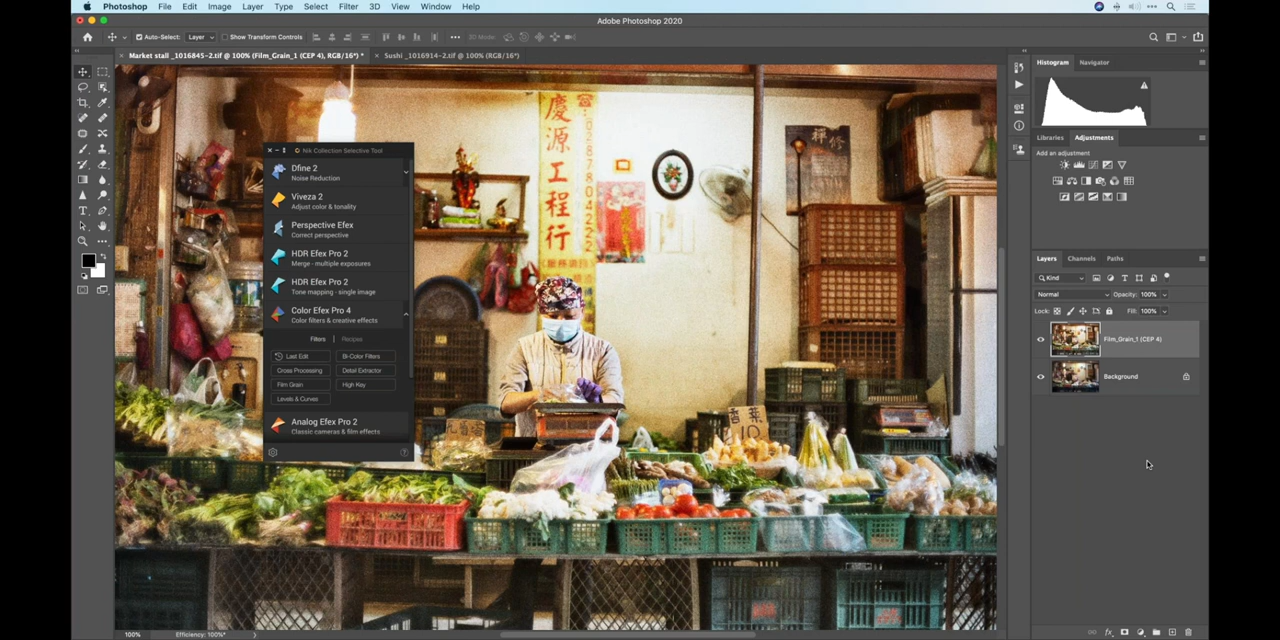 Photoshop File Edit Image Layer Type Select Filter 3D View Window Help
Adobe Photoshop 2020
Auto-Select: Layer Show Transform Controls 3D Mode:
Market stall _1016845-2.tif @ 100% (Film_Grain_1 (CEP 4), RGB/16*) *
Sushi _1016914-2.tif @ 100% (RGB/16*)
Nik Collection Selective Tool
Dfine 2
Noise Reduction
Viveza 2
Adjust color & tonality
Perspective Efex
Correct perspective
HDR Efex Pro 2
Merge - multiple exposures
HDR Efex Pro 2
Tone mapping - single image
Color Efex Pro 4
Color filters & creative effects
Filters | Recipes
Last Edit Bi-Color Filters
Cross Processing Detail Extractor
Film Grain High Key
Levels & Curves
Analog Efex Pro 2
Classic cameras & film effects
慶源工程行
0287804222
Histogram Navigator
Libraries Adjustments
Add an adjustment
Layers Channels Paths
Kind
Normal Opacity: 100%
Lock: Fill: 100%
Film_Grain_1 (CEP 4)
Background
100% Efficiency: 100%*